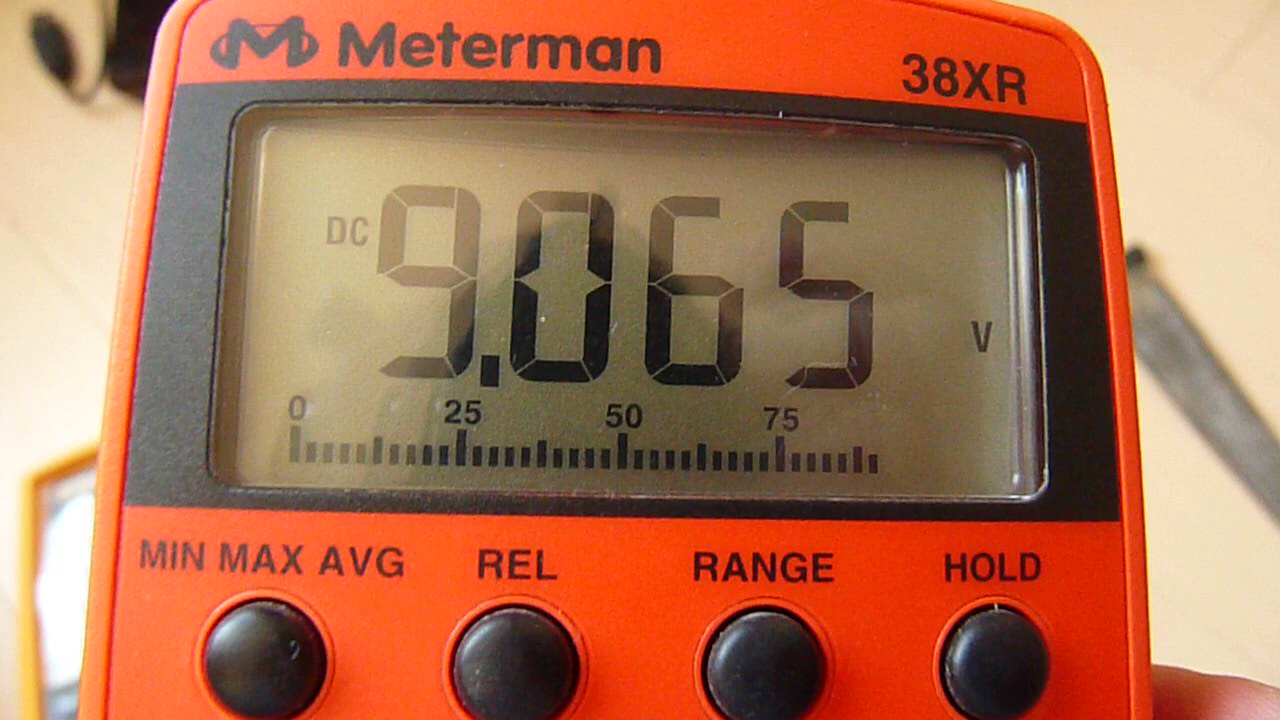 Meterman
38XR
DC 9.065 V
0 25 50 75
MIN MAX AVG REL RANGE HOLD